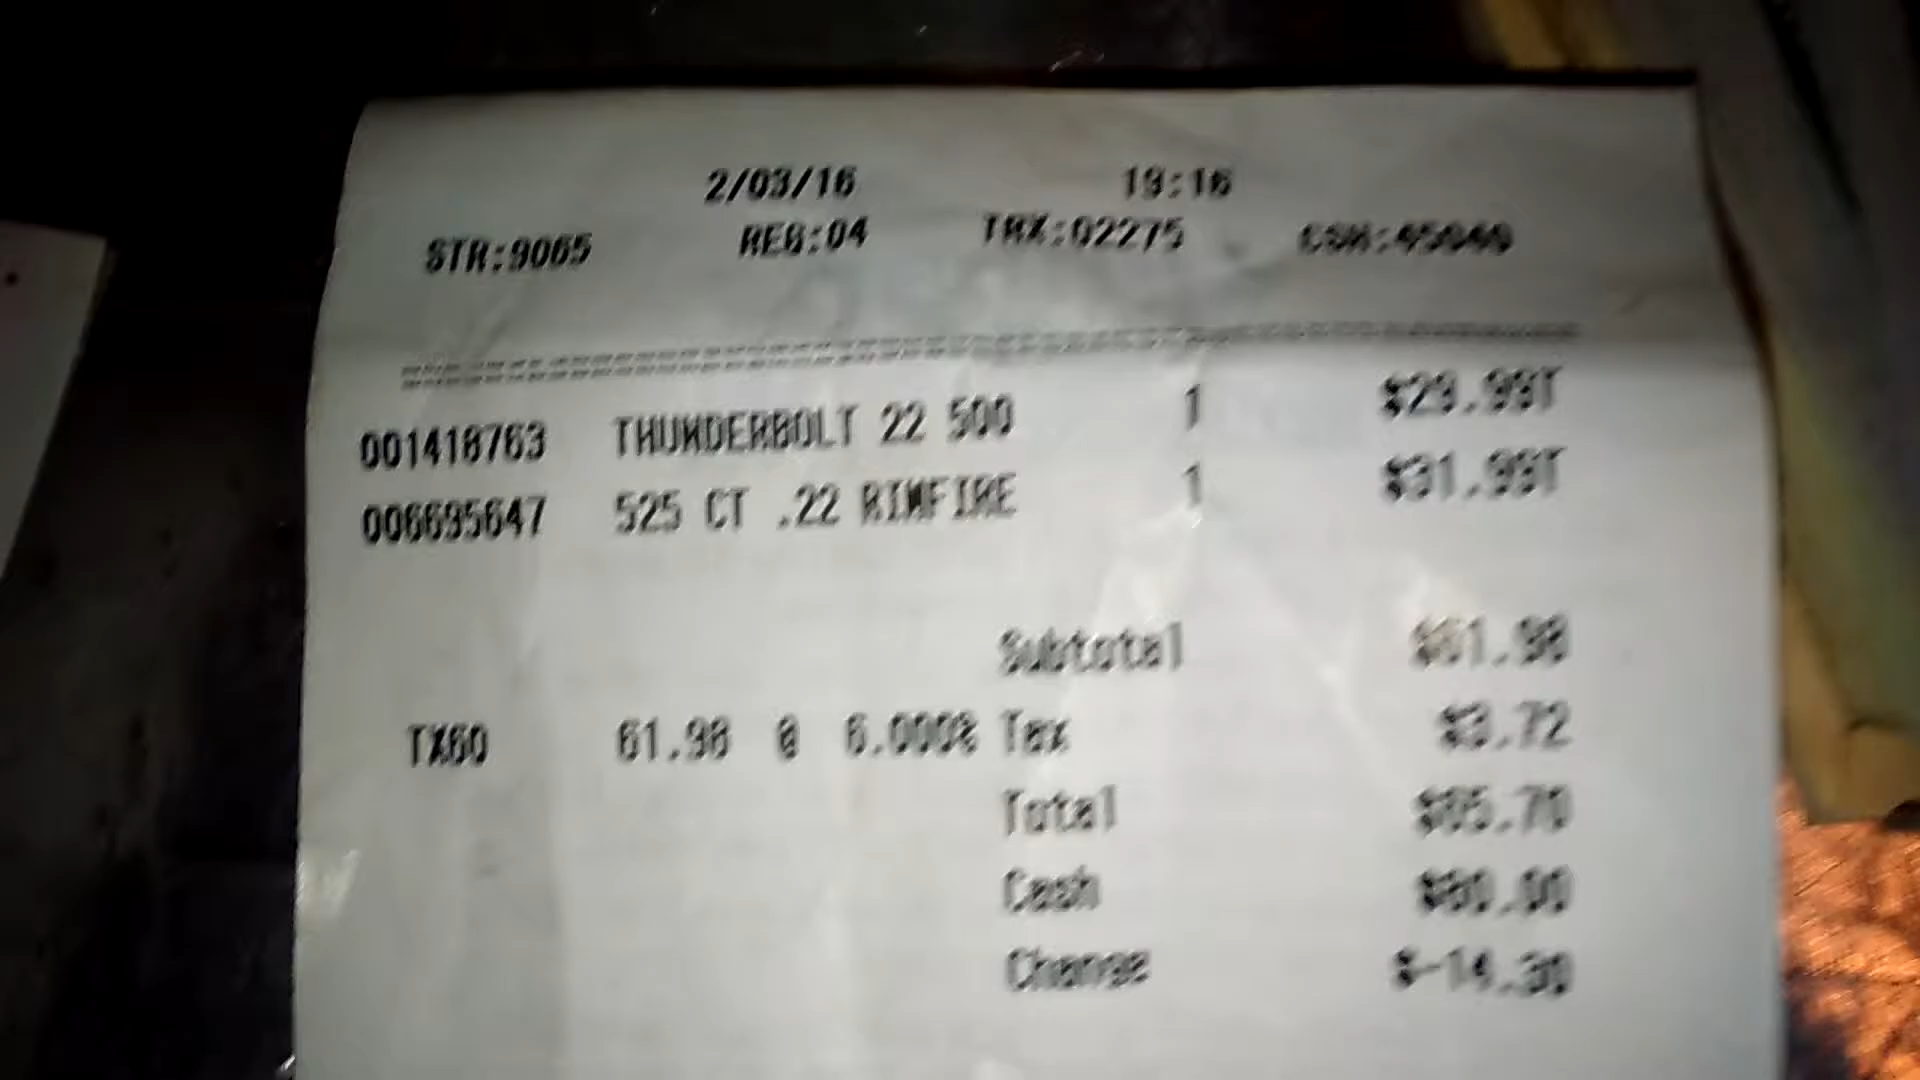 2/03/16 19:16
STR:9065 REG:04 TRX:02275
001418763 THUNDERBOLT 22 500 1 $29.99T
006695647 525 CT .22 RIMFIRE 1 $31.99T
Subtotal $61.98
TX60 61.98 @ 6.000% Tax $3.72
Total $65.70
Cash $80.00
Change $-14.30